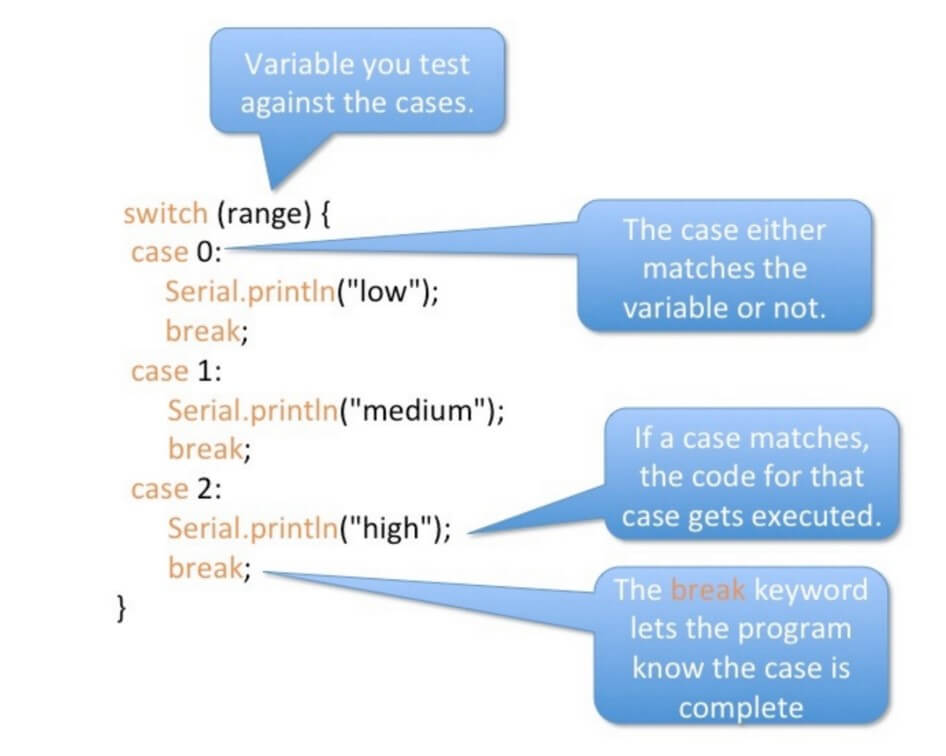 Variable you test
against the cases.
switch (range) {
case 0:
Serial.println("low");
break;
case 1:
Serial.println("medium");
break;
case 2:
Serial.println("high");
break;
}
The case either
matches the
variable or not.
If a case matches,
the code for that
case gets executed.
The break keyword
lets the program
know the case is
complete